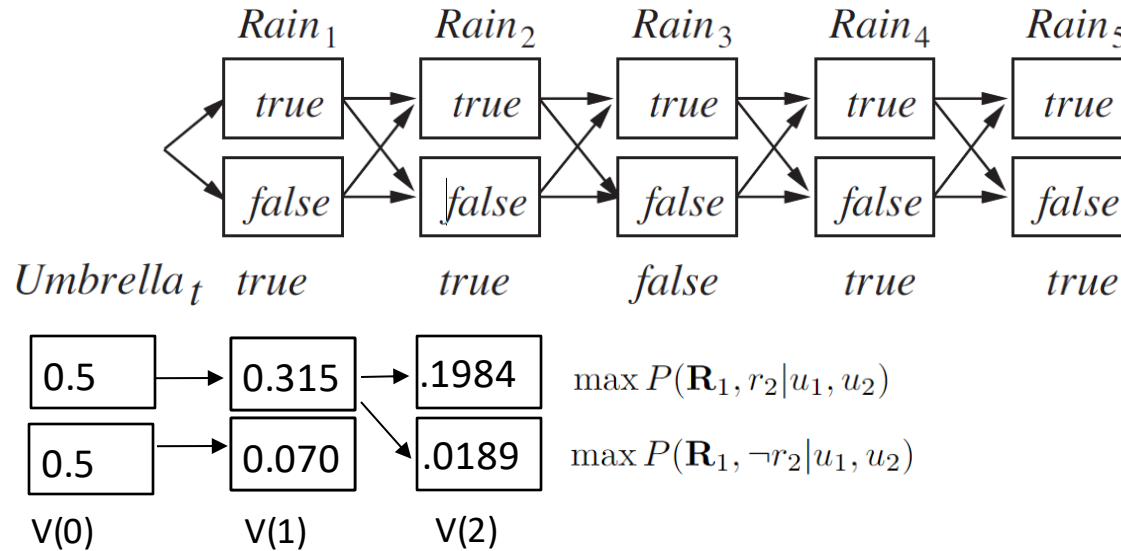 Rain₁ Rain₂ Rain₃ Rain₄ Rain₅
true true true true true
false false false false false
Umbrellaₜ true true false true true
0.5 0.315 .1984 max P(R₁, r₂|u₁, u₂)
0.5 0.070 .0189 max P(R₁, ¬r₂|u₁, u₂)
V(0) V(1) V(2)